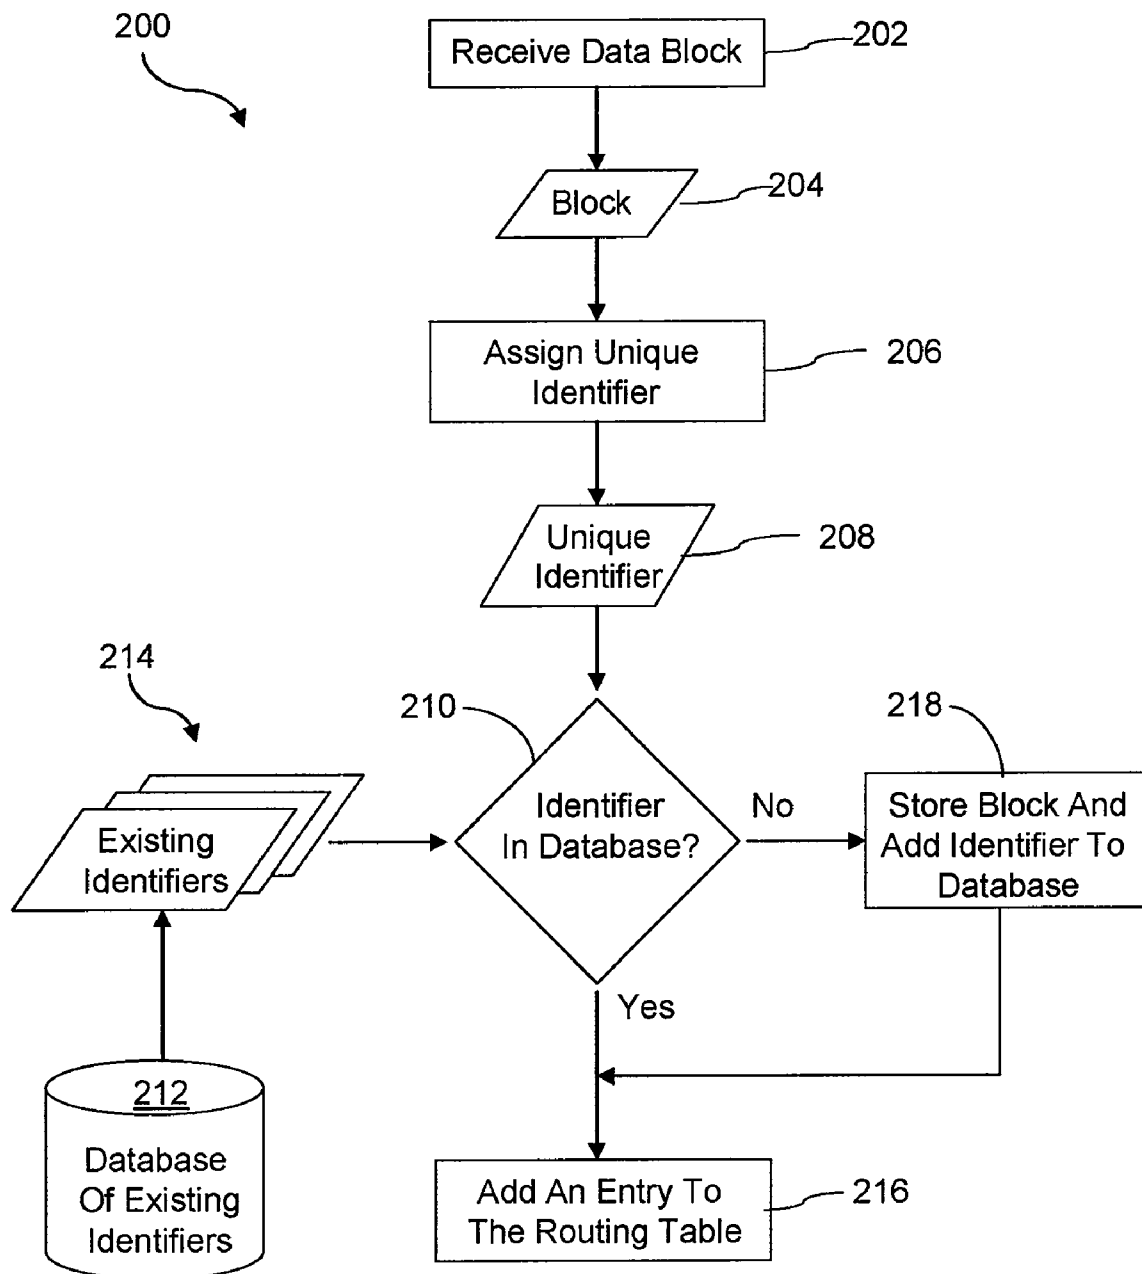 200
Receive Data Block
202
Block
204
Assign Unique
Identifier
206
Unique
Identifier
208
214
210
218
Existing
Identifiers
Identifier
In Database?
No
Store Block And
Add Identifier To
Database
Yes
212
Database
Of Existing
Identifiers
Add An Entry To
The Routing Table
216